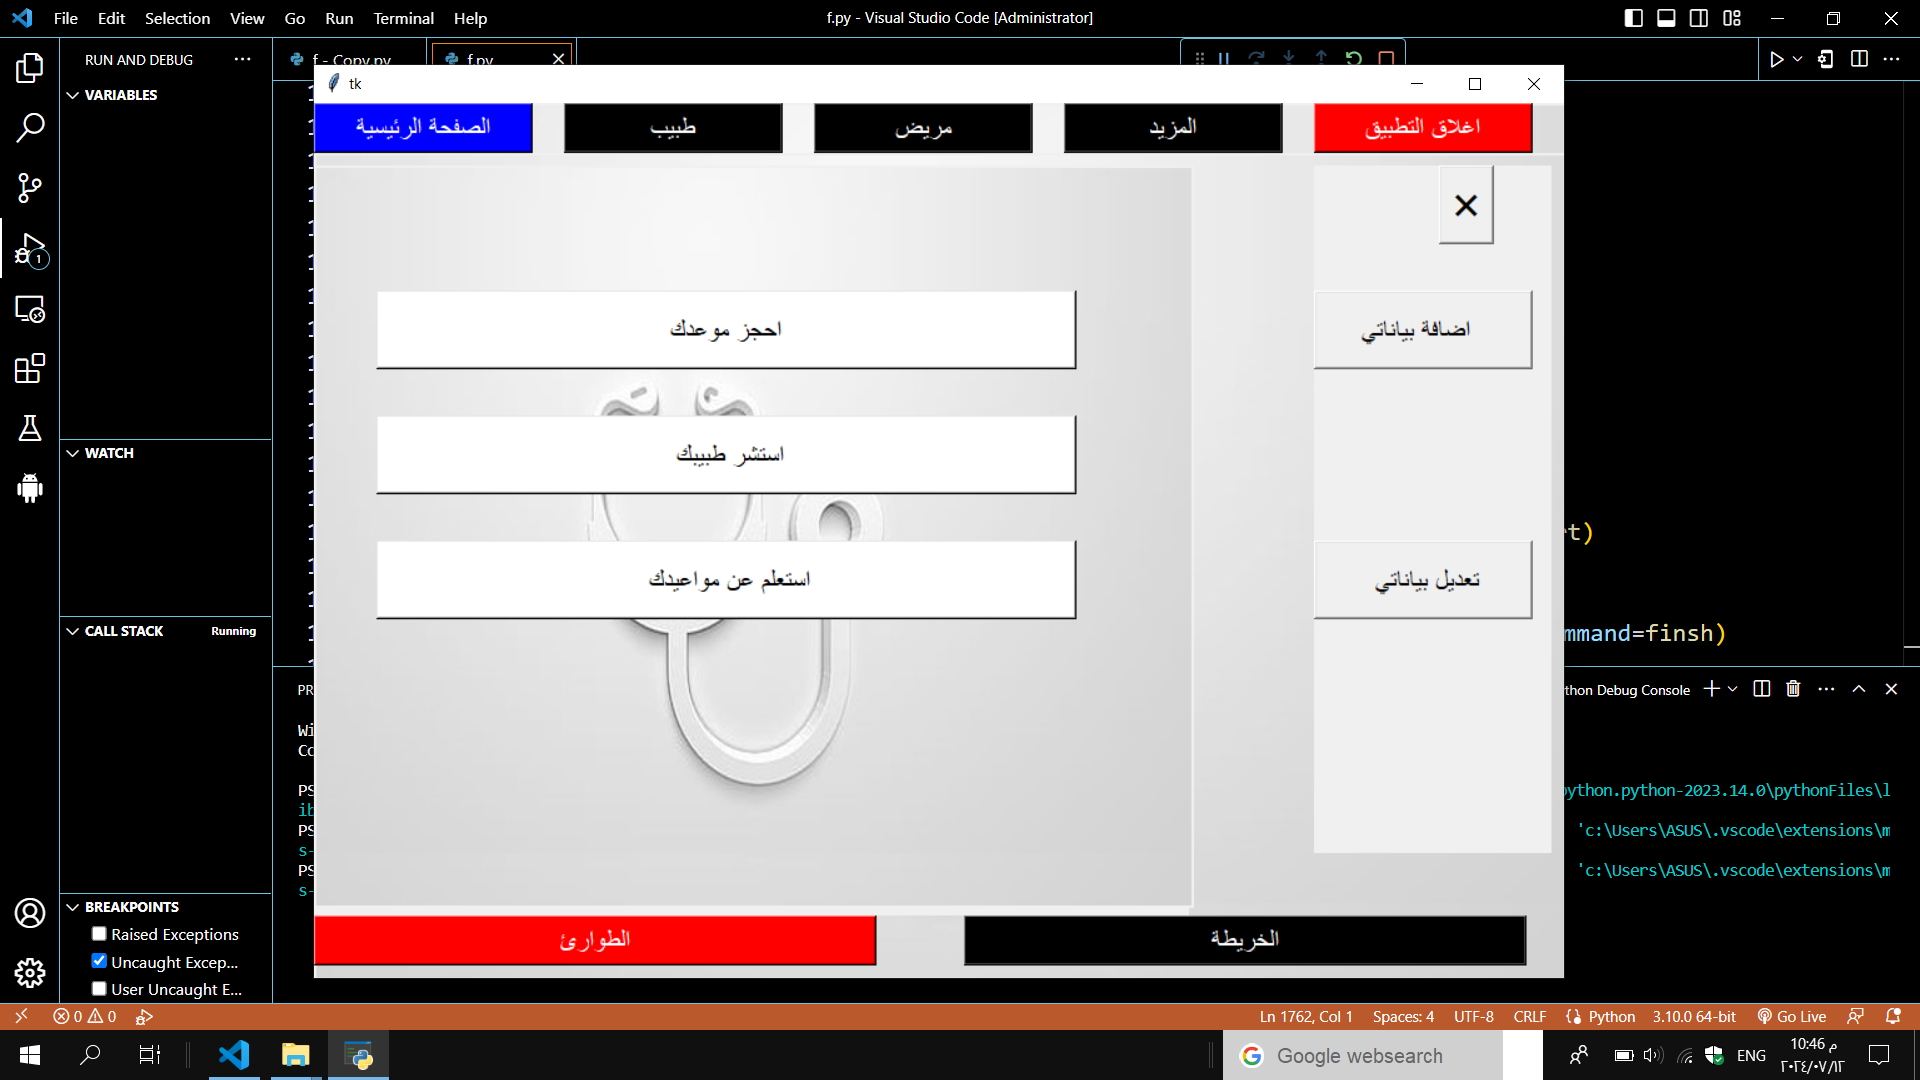 File Edit Selection View Go Run Terminal Help
f.py - Visual Studio Code [Administrator]
RUN AND DEBUG
f - Copy.py
f.py
VARIABLES
tk
الصفحة الرئيسية
طبيب
مريض
المزيد
اغلاق التطبيق
×
احجز موعدك
اضافة بياناتي
استشر طبيبك
WATCH
t)
استعلم عن مواعيدك
تعديل بياناتي
CALL STACK
Running
mmand=finsh)
PR
thon Debug Console
Wi
Co
PS
ython.python-2023.14.0\pythonFiles\l
ib
PS
'c:\Users\ASUS\.vscode\extensions\m
s-
PS
'c:\Users\ASUS\.vscode\extensions\m
s-
BREAKPOINTS
Raised Exceptions
Uncaught Excep...
User Uncaught E...
الطوارئ
الخريطة
1
0 0
Ln 1762, Col 1
Spaces: 4
UTF-8
CRLF
Python
3.10.0 64-bit
Go Live
Google websearch
ENG
10:46 م
٢٠٢٤/٠٧/١٢